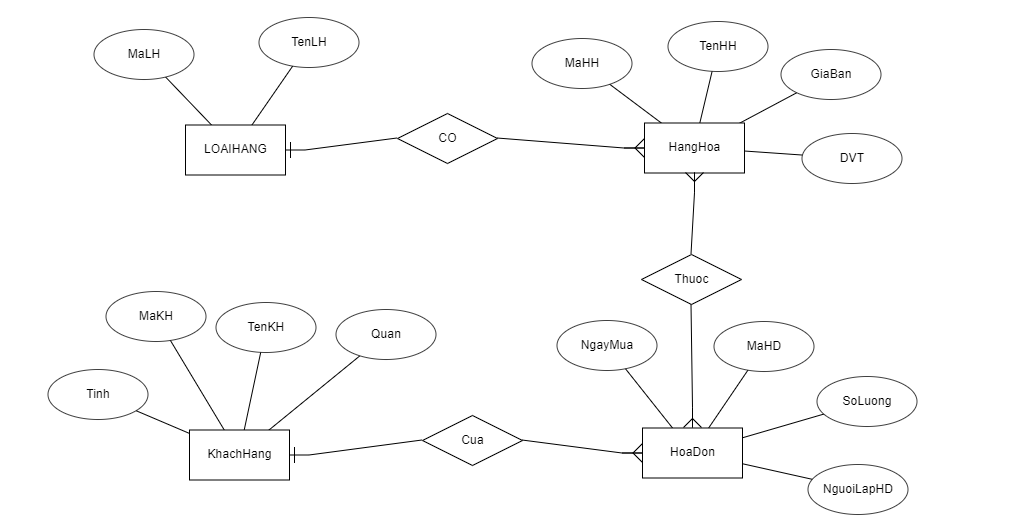 MaLH
TenLH
MaHH
TenHH
GiaBan
LOAIHANG
CO
HangHoa
DVT
Thuoc
MaKH
TenKH
Quan
NgayMua
MaHD
Tinh
SoLuong
KhachHang
Cua
HoaDon
NguoiLapHD